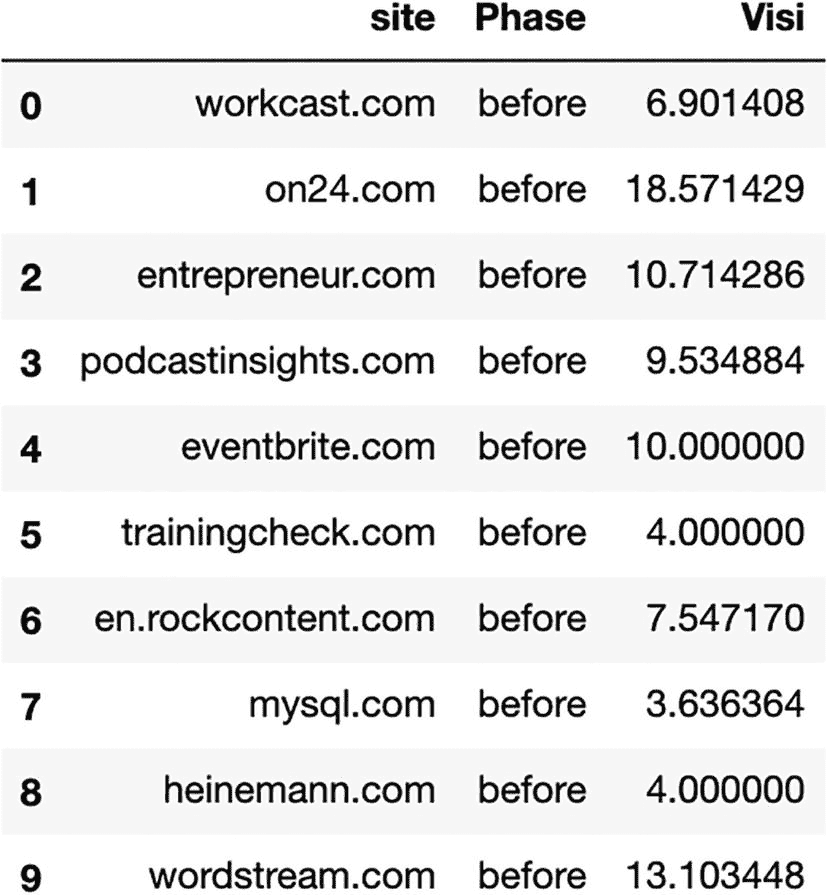 site Phase Visi
0 workcast.com before 6.901408
1 on24.com before 18.571429
2 entrepreneur.com before 10.714286
3 podcastinsights.com before 9.534884
4 eventbrite.com before 10.000000
5 trainingcheck.com before 4.000000
6 en.rockcontent.com before 7.547170
7 mysql.com before 3.636364
8 heinemann.com before 4.000000
9 wordstream.com before 13.103448